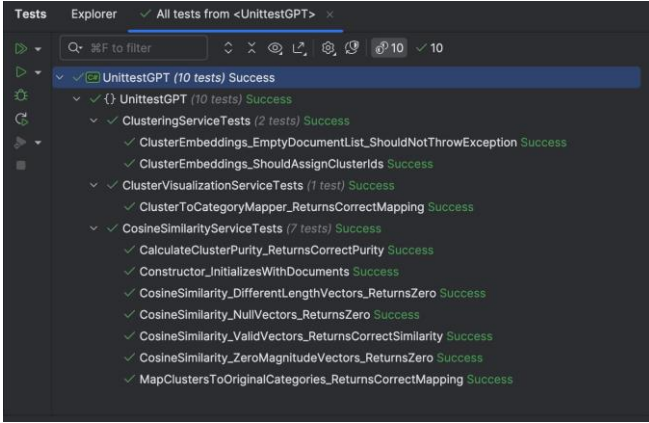 Tests Explorer All tests from <UnittestGPT> ×
⌘F to filter 10 10
C# UnittestGPT (10 tests) Success
{} UnittestGPT (10 tests) Success
ClusteringServiceTests (2 tests) Success
ClusterEmbeddings_EmptyDocumentList_ShouldNotThrowException Success
ClusterEmbeddings_ShouldAssignClusterIds Success
ClusterVisualizationServiceTests (1 test) Success
ClusterToCategoryMapper_ReturnsCorrectMapping Success
CosineSimilarityServiceTests (7 tests) Success
CalculateClusterPurity_ReturnsCorrectPurity Success
Constructor_InitializesWithDocuments Success
CosineSimilarity_DifferentLengthVectors_ReturnsZero Success
CosineSimilarity_NullVectors_ReturnsZero Success
CosineSimilarity_ValidVectors_ReturnsCorrectSimilarity Success
CosineSimilarity_ZeroMagnitudeVectors_ReturnsZero Success
MapClustersToOriginalCategories_ReturnsCorrectMapping Success